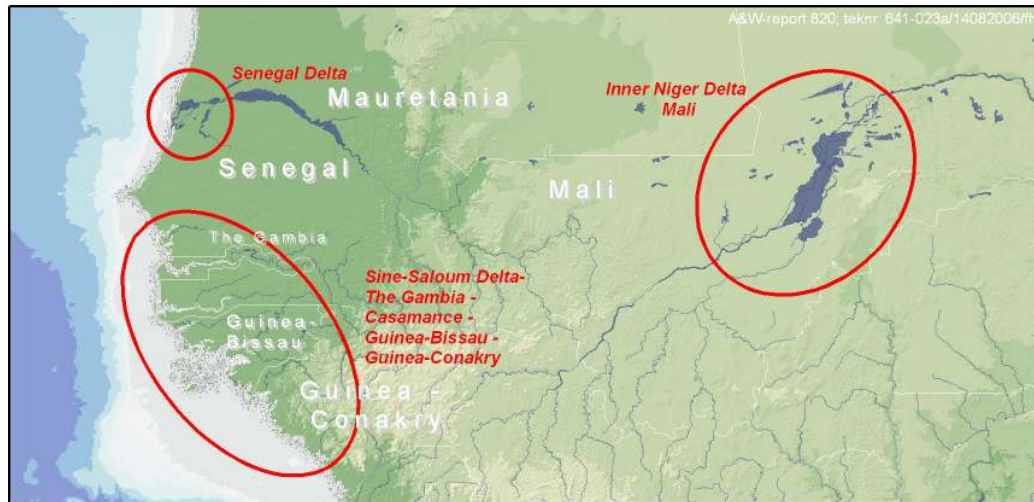 A&W-report 820; teknr. 641-023a/14082006/fh
Senegal Delta
Mauretania
Inner Niger Delta
Mali
Senegal
Mali
The Gambia
Sine-Saloum Delta-
The Gambia -
Casamance -
Guinea-Bissau -
Guinea-Conakry
Guinea-
Bissau
Guinea -
Conakry